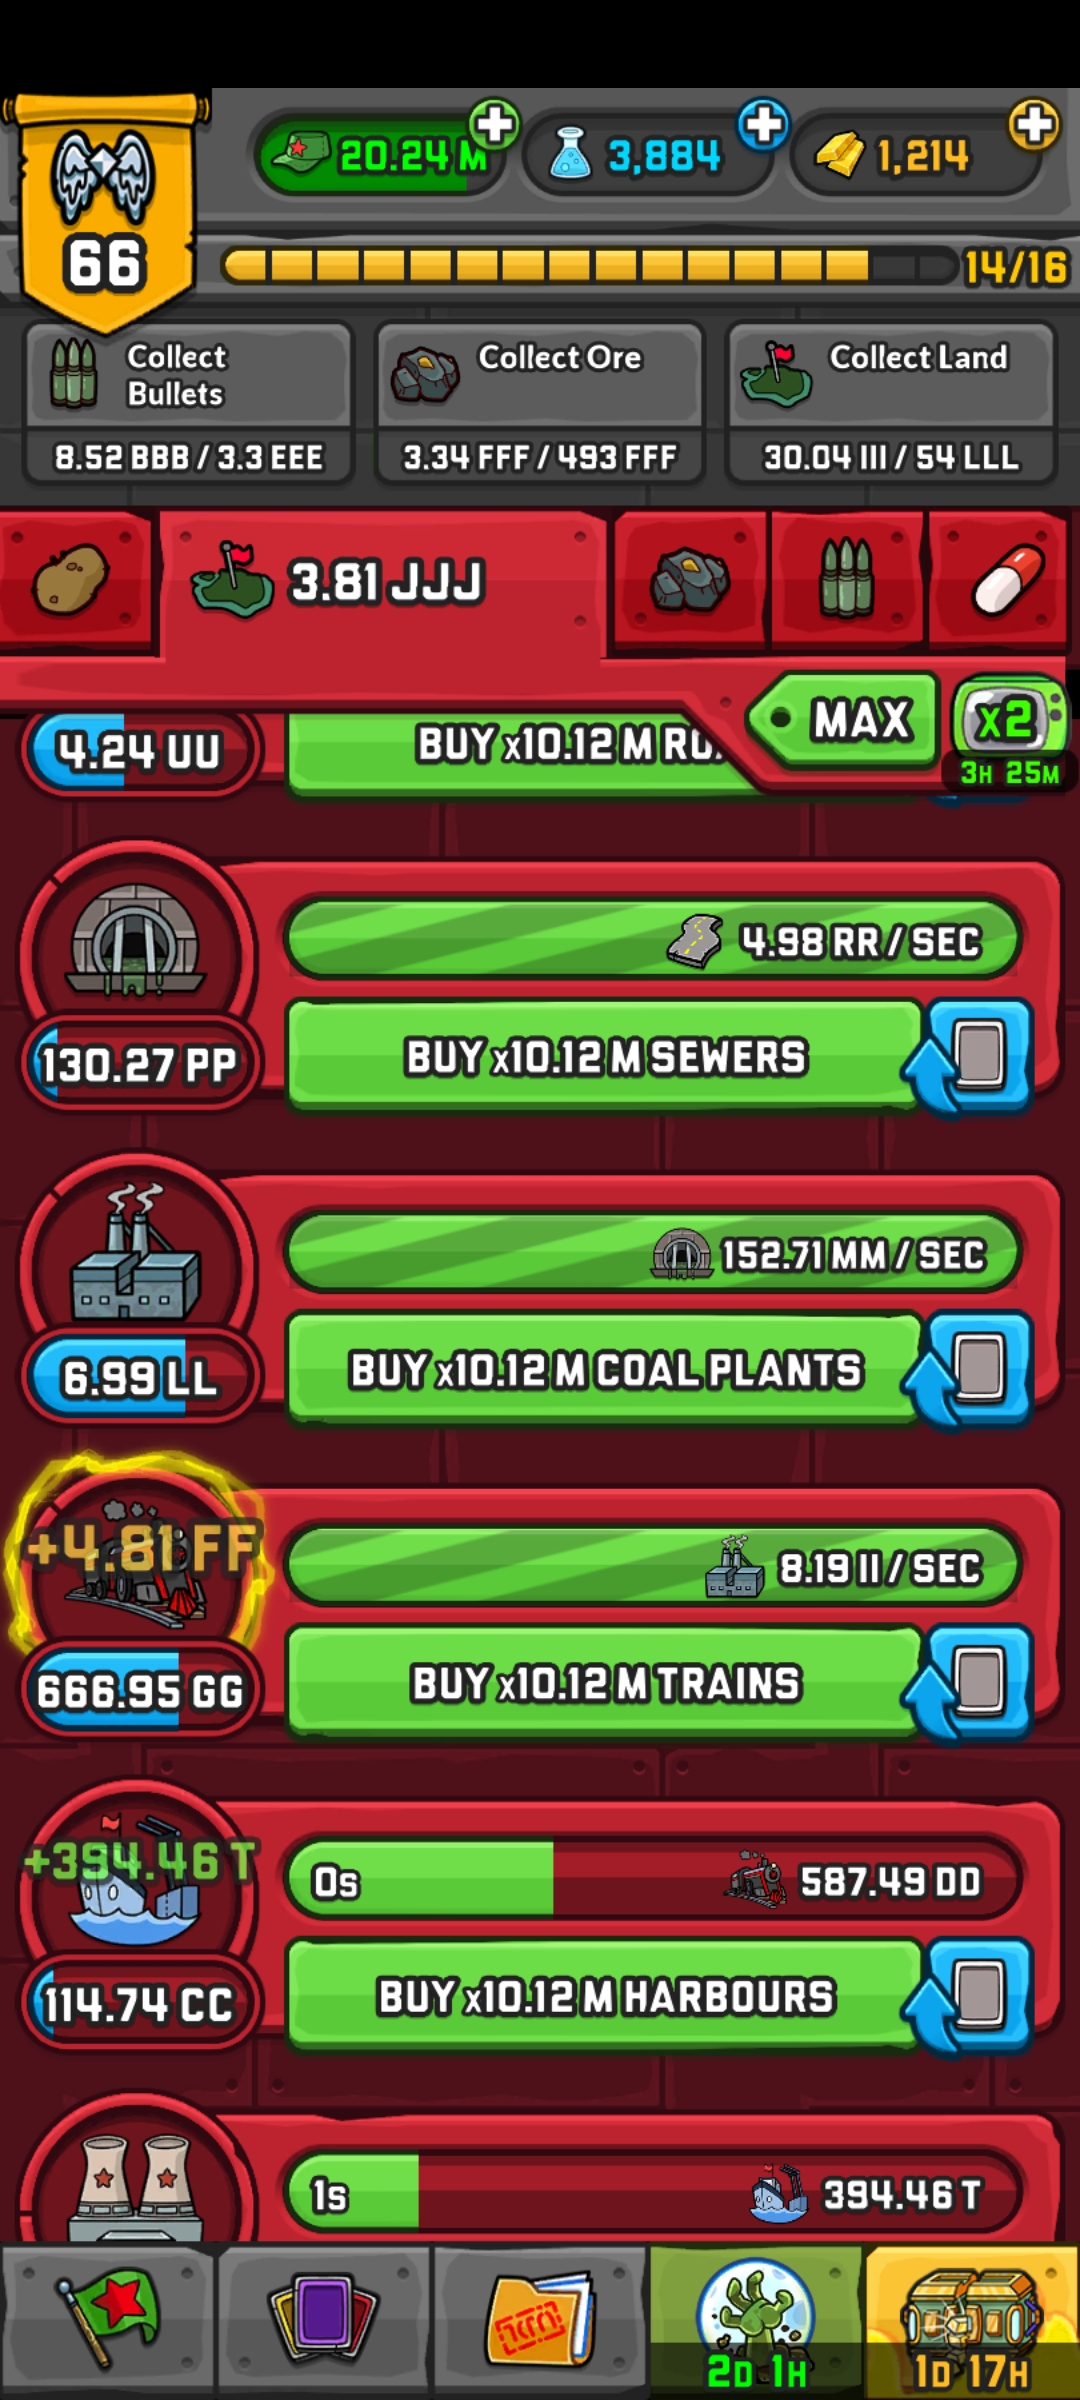 20.24 M
3,884
1,214
66
14/16
Collect
Bullets
Collect Ore
Collect Land
8.52 BBB / 3.3 EEE
3.34 FFF / 493 FFF
30.04 III / 54 LLL
3.81 JJJ
MAX
x2
3H 25M
4.24 UU
BUY x10.12 M
4.98 RR / SEC
130.27 PP
BUY x10.12 M SEWERS
152.71 MM / SEC
6.99 LL
BUY x10.12 M COAL PLANTS
+4.81 FF
8.19 II / SEC
666.95 GG
BUY x10.12 M TRAINS
+394.46 T
0s
587.49 DD
114.74 CC
BUY x10.12 M HARBOURS
1s
394.46 T
2D 1H
1D 17H